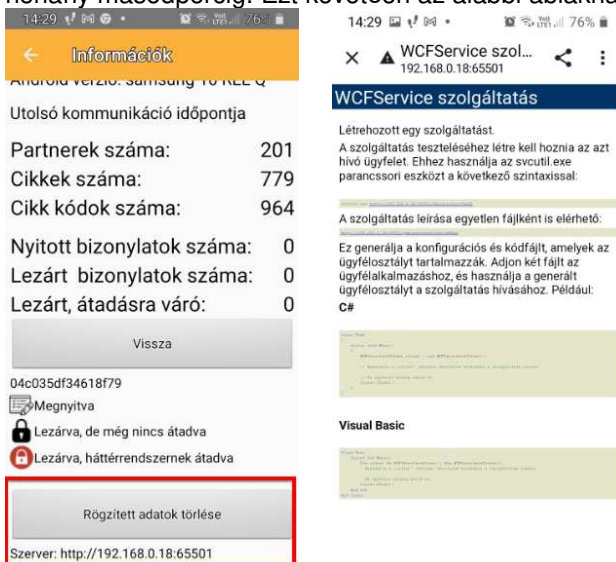 néhány másodpercig. Ezt követően az alábbi ablakna
14:29
76%
Információk
Android verzió: samsung 10 REL Q
Utolsó kommunikáció időpontja
Partnerek száma: 201
Cikkek száma: 779
Cikk kódok száma: 964
Nyitott bizonylatok száma: 0
Lezárt bizonylatok száma: 0
Lezárt, átadásra váró: 0
Vissza
04c035df34618f79
Megnyitva
Lezárva, de még nincs átadva
Lezárva, háttérrendszernek átadva
Rögzített adatok törlése
Szerver: http://192.168.0.18:65501
14:29
76%
WCFService szol...
192.168.0.18:65501
WCFService szolgáltatás
Létrehozott egy szolgáltatást.
A szolgáltatás teszteléséhez létre kell hoznia az azt
hívó ügyfelet. Ehhez használja az svcutil.exe
parancssori eszközt a következő szintaxissal:
A szolgáltatás leírása egyetlen fájlként is elérhető:
Ez generálja a konfigurációs és kódfájlt, amelyek az
ügyfélosztályt tartalmazzák. Adjon két fájlt az
ügyfélalkalmazáshoz, és használja a generált
ügyfélosztályt a szolgáltatás hívásához. Például:
C#
Visual Basic